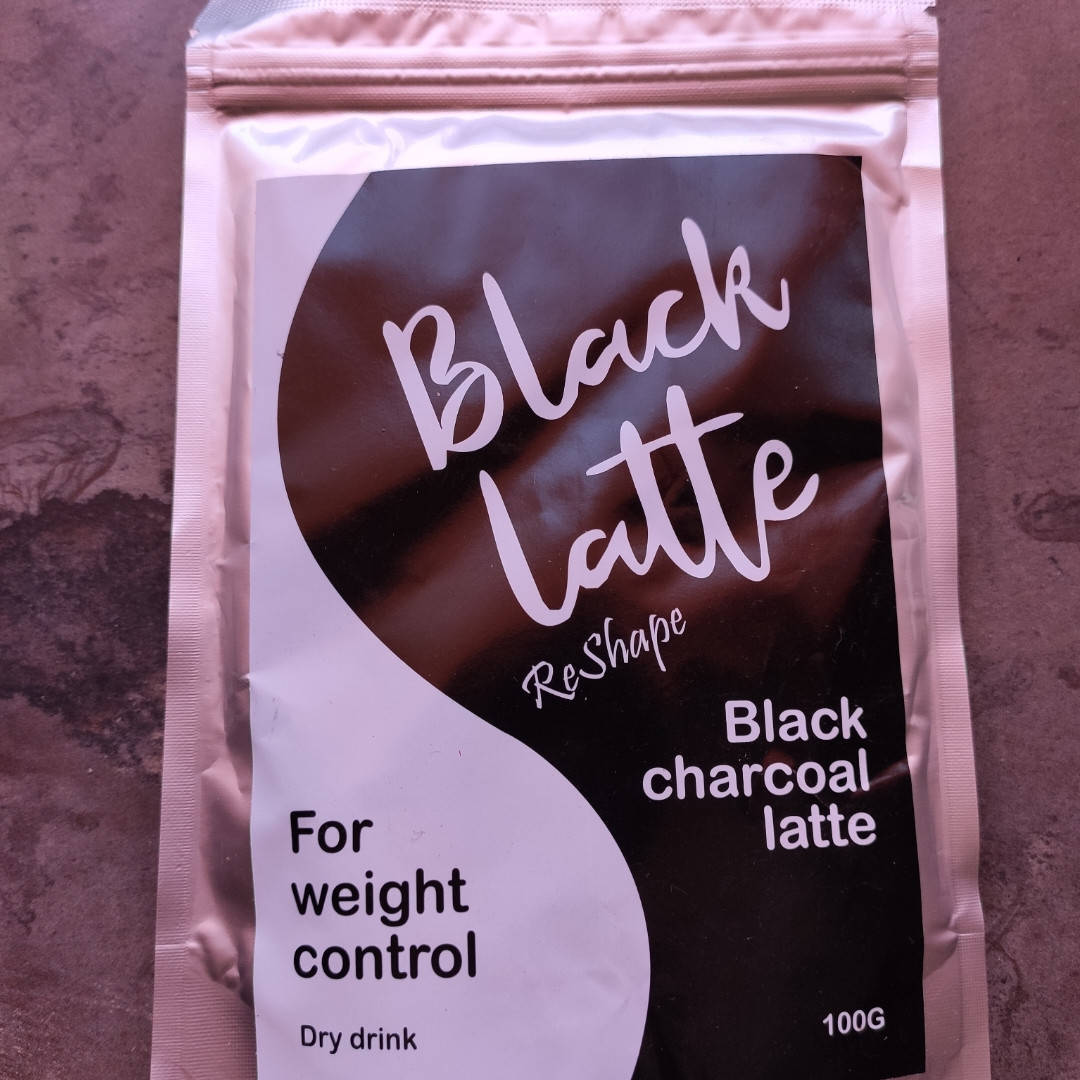 Black
latte
ReShape
Black
charcoal
latte
For
weight
control
Dry drink
100G